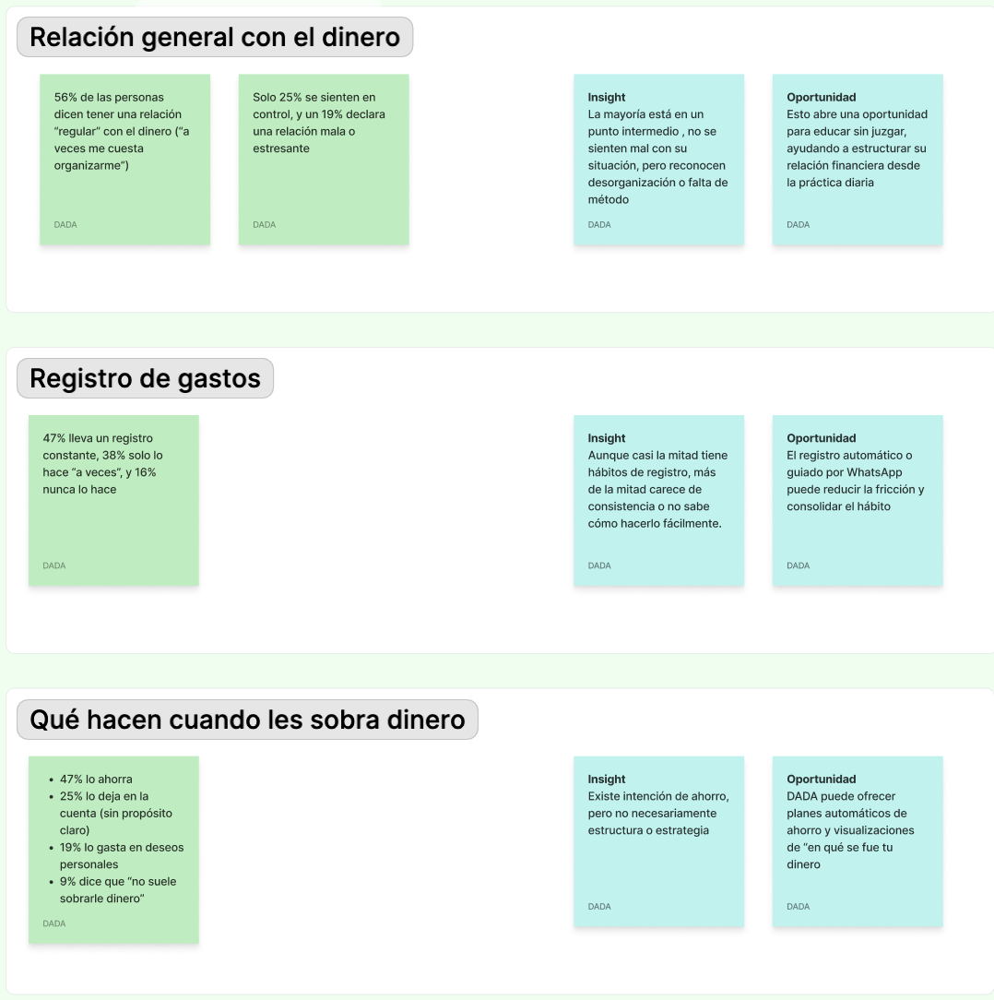 Relación general con el dinero
56% de las personas
dicen tener una relación
“regular” con el dinero (“a
veces me cuesta
organizarme”)
DADA
Solo 25% se sienten en
control, y un 19% declara
una relación mala o
estresante
DADA
Insight
La mayoría está en un
punto intermedio , no se
sienten mal con su
situación, pero reconocen
desorganización o falta de
método
DADA
Oportunidad
Esto abre una oportunidad
para educar sin juzgar,
ayudando a estructurar su
relación financiera desde
la práctica diaria
DADA
Registro de gastos
47% lleva un registro
constante, 38% solo lo
hace “a veces”, y 16%
nunca lo hace
DADA
Insight
Aunque casi la mitad tiene
hábitos de registro, más
de la mitad carece de
consistencia o no sabe
cómo hacerlo fácilmente.
DADA
Oportunidad
El registro automático o
guiado por WhatsApp
puede reducir la fricción y
consolidar el hábito
DADA
Qué hacen cuando les sobra dinero
• 47% lo ahorra
• 25% lo deja en la
cuenta (sin propósito
claro)
• 19% lo gasta en deseos
personales
• 9% dice que “no suele
sobrarle dinero”
DADA
Insight
Existe intención de ahorro,
pero no necesariamente
estructura o estrategia
DADA
Oportunidad
DADA puede ofrecer
planes automáticos de
ahorro y visualizaciones
de “en qué se fue tu
dinero
DADA